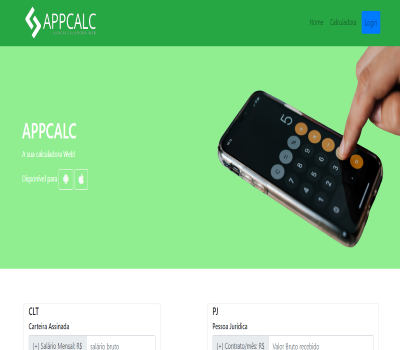 APPCALC
Home Calculadora Login
APPCALC
A sua calculadora Web!
Disponível para
5
CLT
Carteira Assinada
(+) Salário Mensal: R$ salário bruto
PJ
Pessoa Jurídica
(+) Contrato/mês: R$ Valor Bruto recebido